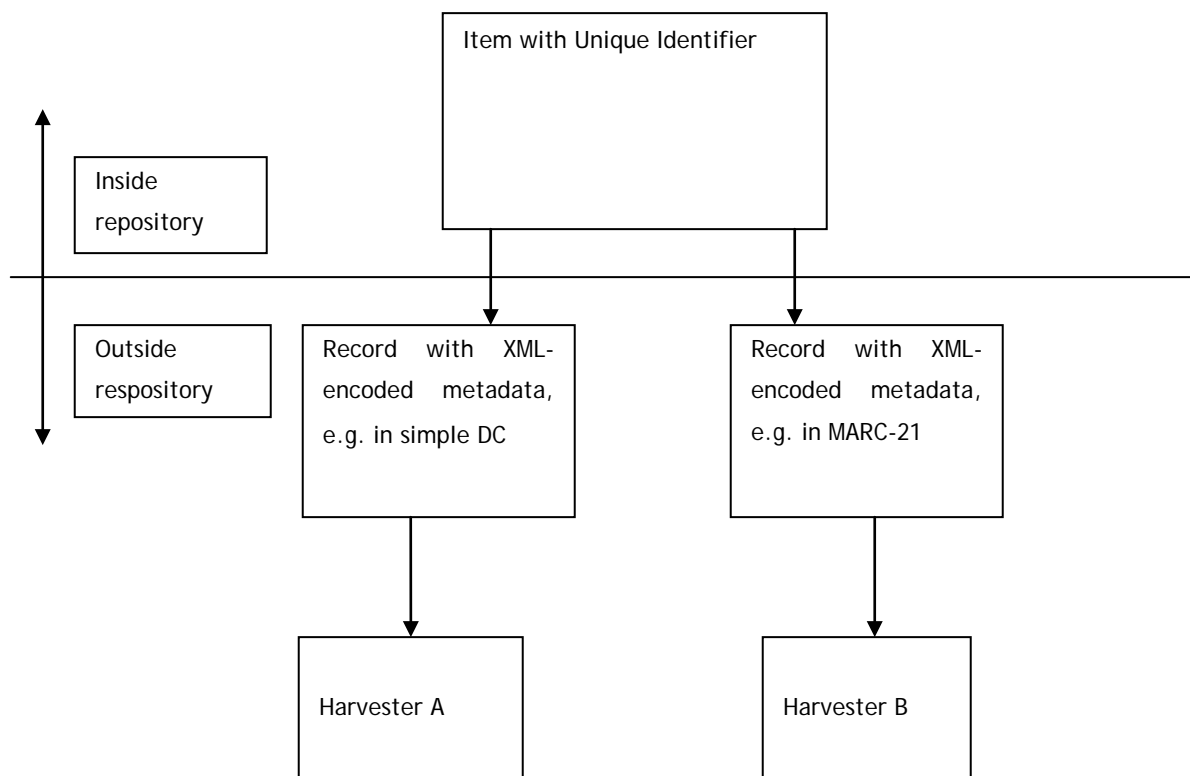 Item with Unique Identifier
Inside
repository
Outside
respository
Record with XML-
encoded metadata,
e.g. in simple DC
Record with XML-
encoded metadata,
e.g. in MARC-21
Harvester A
Harvester B